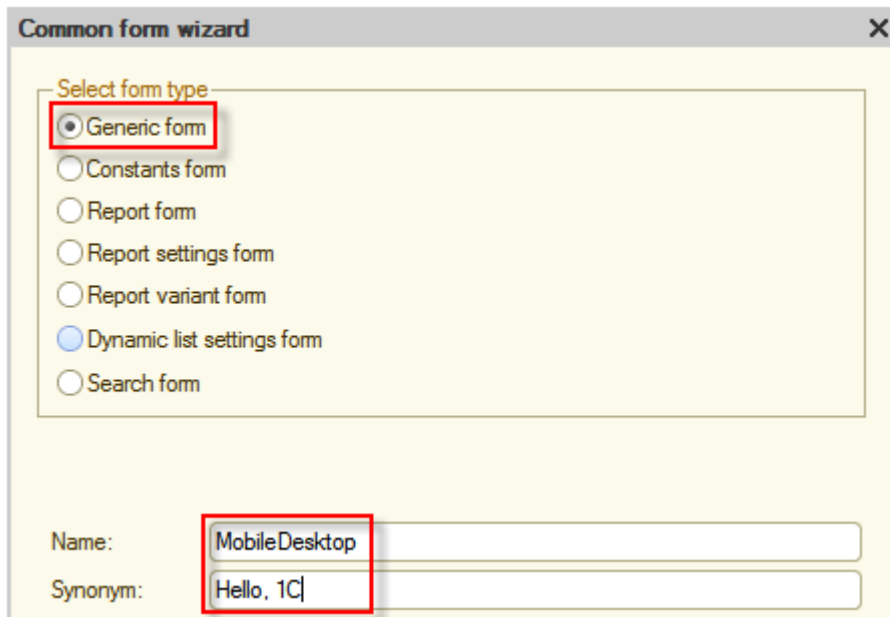 Common form wizard
Select form type
Generic form
Constants form
Report form
Report settings form
Report variant form
Dynamic list settings form
Search form
Name: MobileDesktop
Synonym: Hello, 1C